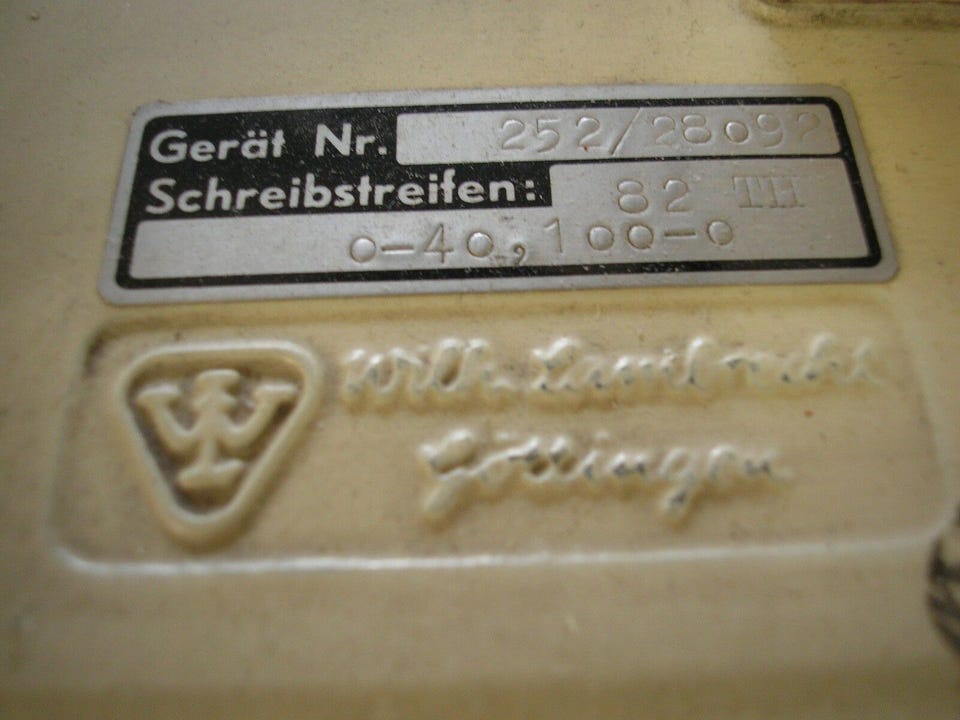 Gerät Nr. 252/28092
Schreibstreifen: 82 TH
0-40,100-0
Wilh. Lambrecht
Göttingen